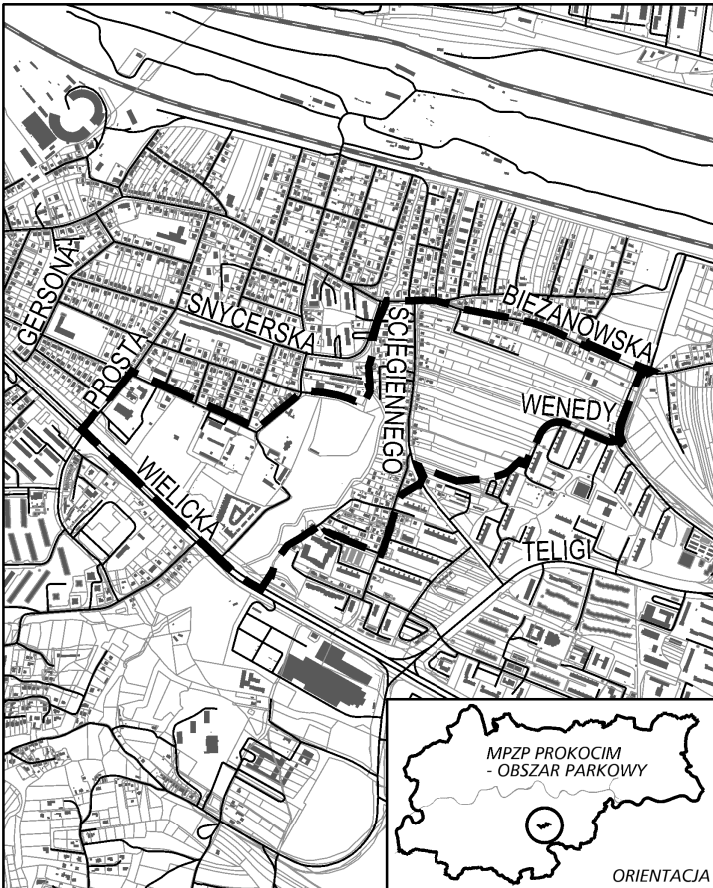 GERSONA
SNYCERSKA
BIEŻANOWSKA
PROSTA
ŚCIEGIENNEGO
WENEDY
WIELICKA
TELIGI
MPZP PROKOCIM
- OBSZAR PARKOWY
ORIENTACJA